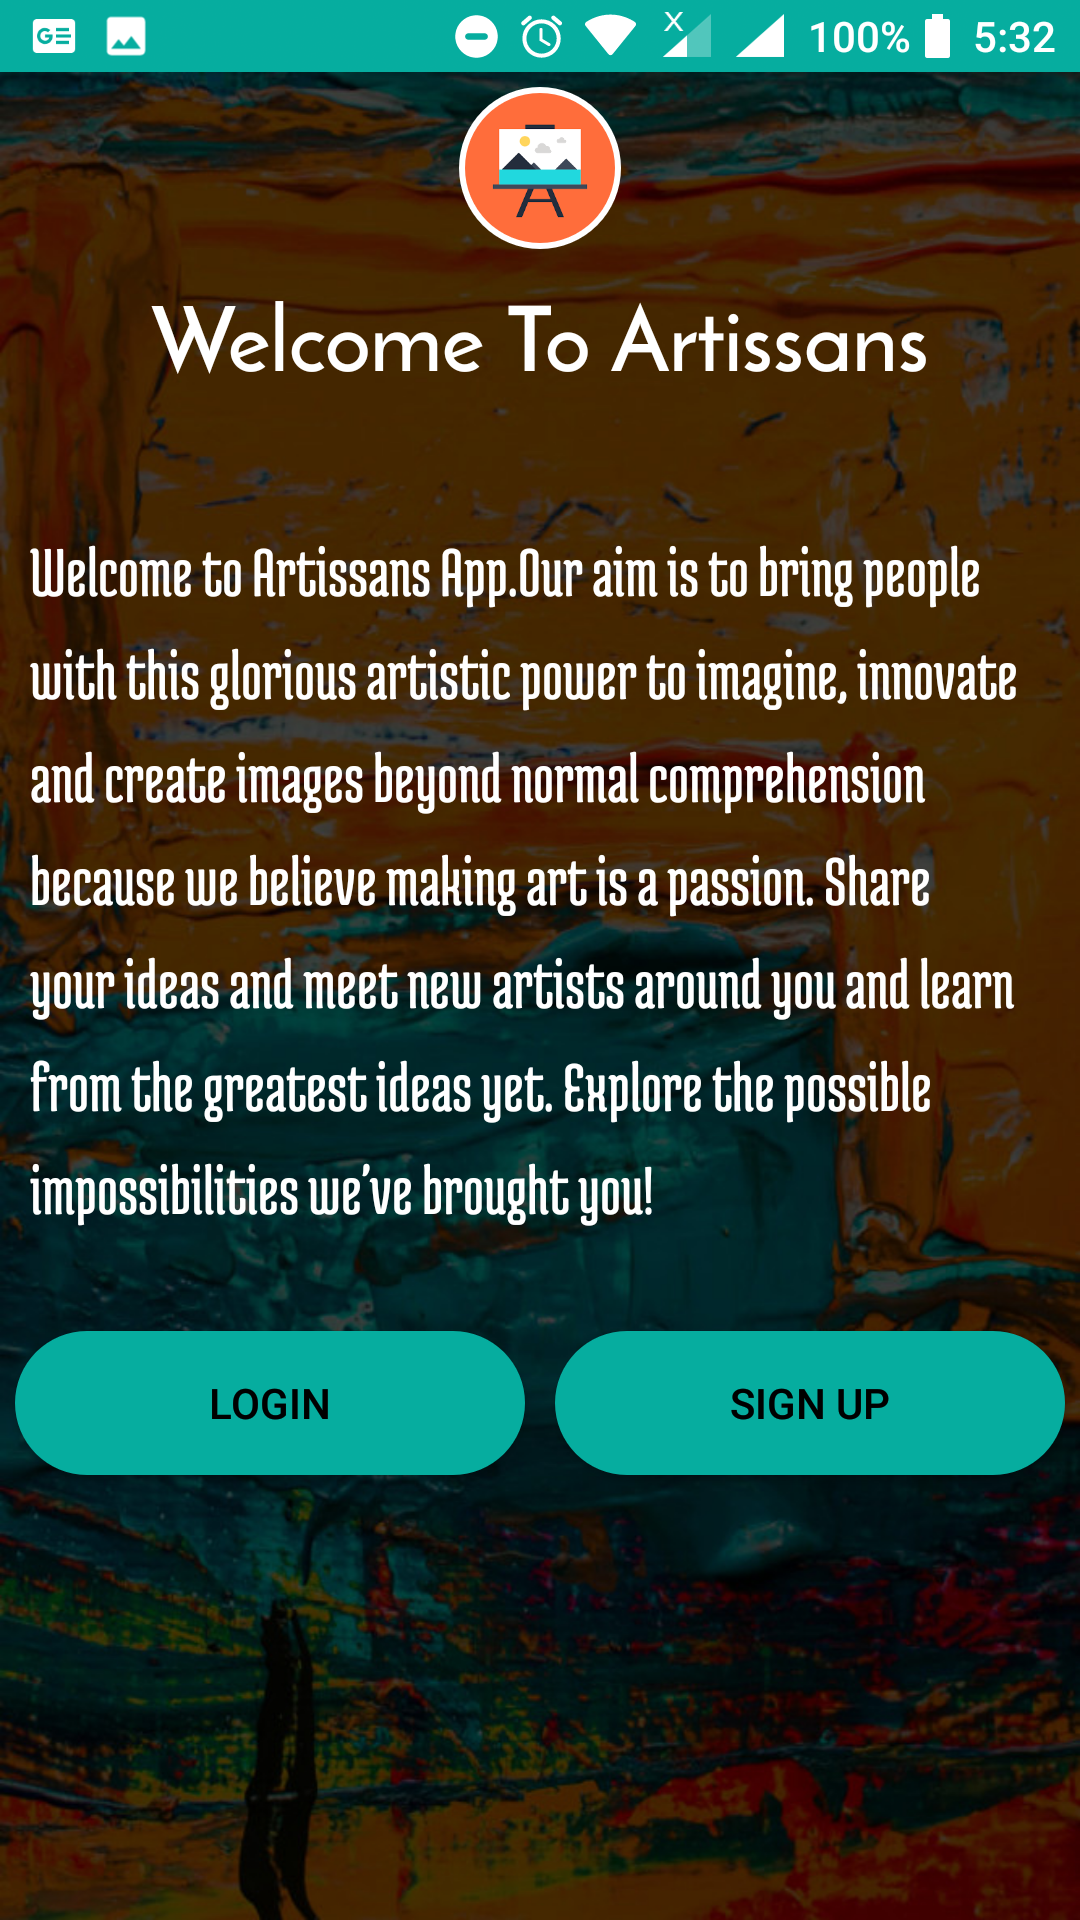 100% 5:32
Welcome To Artissans
Welcome to Artissans App.Our aim is to bring people
with this glorious artistic power to imagine, innovate
and create images beyond normal comprehension
because we believe making art is a passion. Share
your ideas and meet new artists around you and learn
from the greatest ideas yet. Explore the possible
impossibilities we've brought you!
LOGIN
SIGN UP